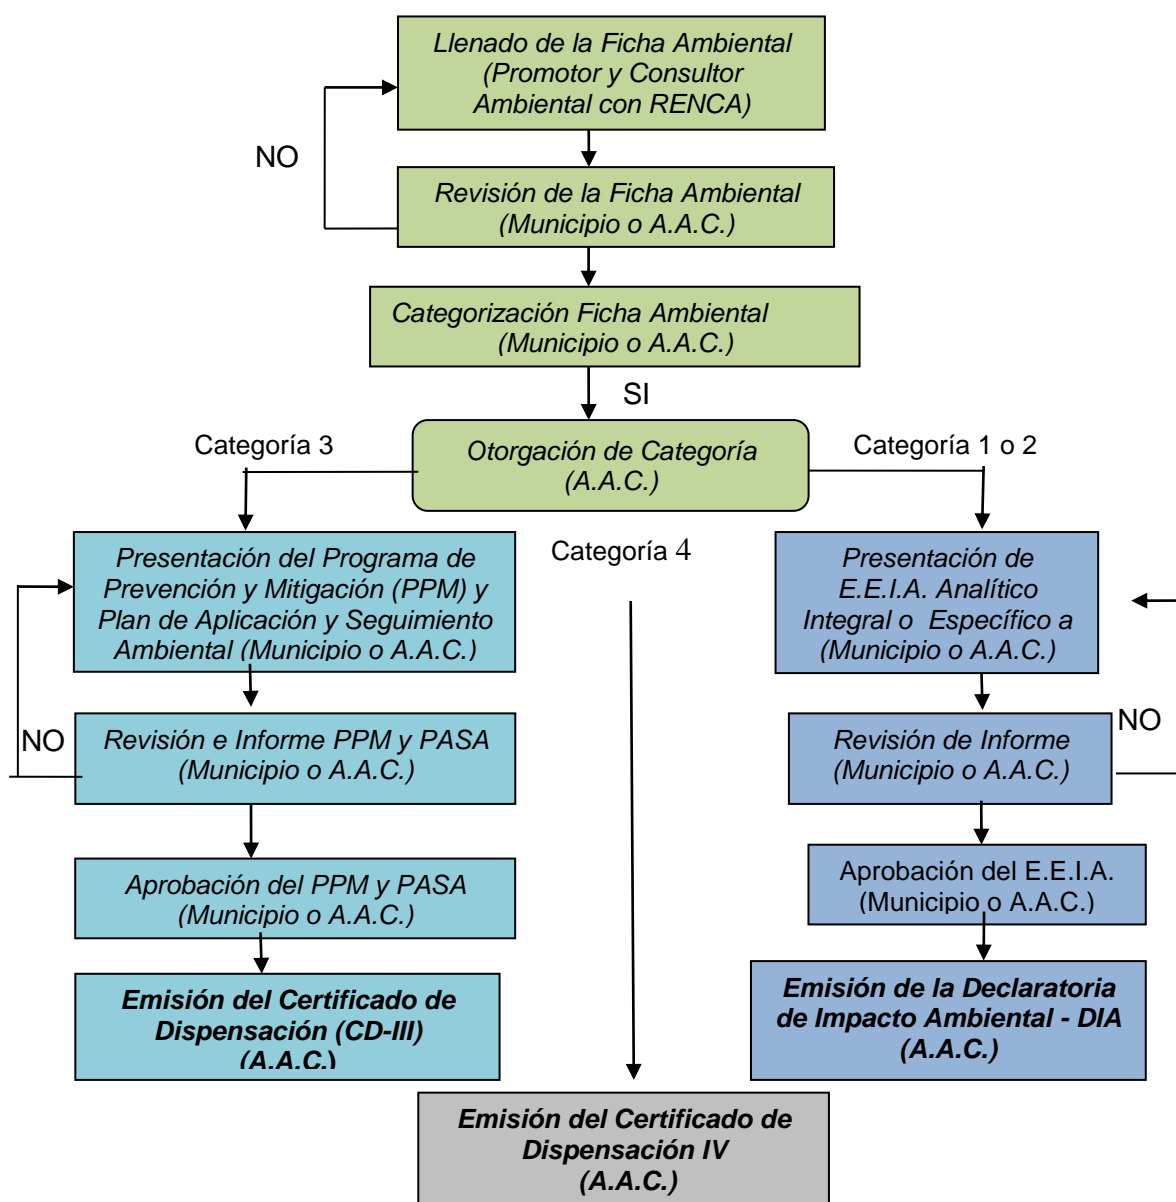 Llenado de la Ficha Ambiental
(Promotor y Consultor
Ambiental con RENCA)
NO
Revisión de la Ficha Ambiental
(Municipio o A.A.C.)
Categorización Ficha Ambiental
(Municipio o A.A.C.)
SI
Categoría 3
Otorgación de Categoría
(A.A.C.)
Categoría 1 o 2
Presentación del Programa de
Prevención y Mitigación (PPM) y
Plan de Aplicación y Seguimiento
Ambiental (Municipio o A.A.C.)
Categoría 4
Presentación de
E.E.I.A. Analítico
Integral o Específico a
(Municipio o A.A.C.)
NO
Revisión e Informe PPM y PASA
(Municipio o A.A.C.)
Revisión de Informe
(Municipio o A.A.C.)
NO
Aprobación del PPM y PASA
(Municipio o A.A.C.)
Aprobación del E.E.I.A.
(Municipio o A.A.C.)
Emisión del Certificado de
Dispensación (CD-III)
(A.A.C.)
Emisión de la Declaratoria
de Impacto Ambiental - DIA
(A.A.C.)
Emisión del Certificado de
Dispensación IV
(A.A.C.)